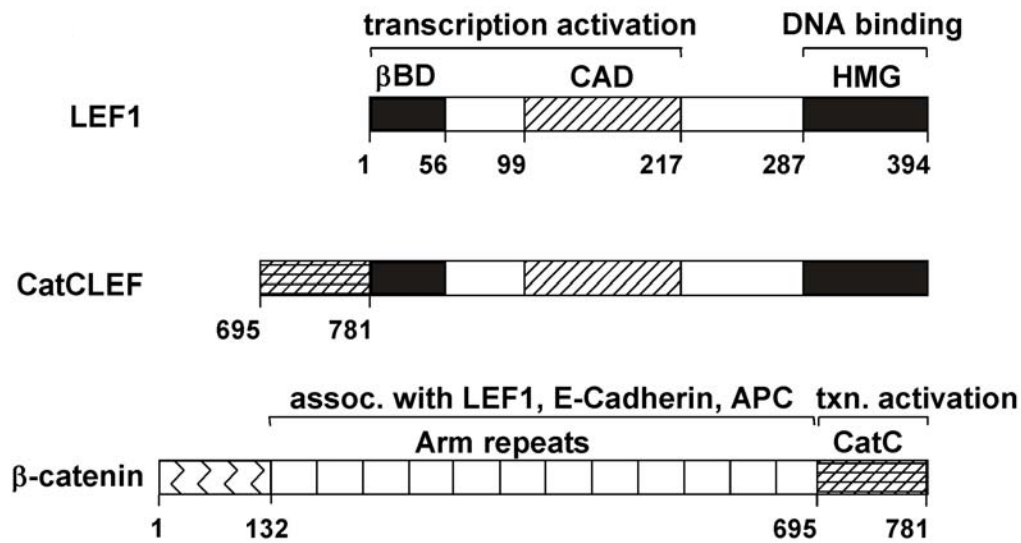 transcription activation DNA binding
βBD CAD HMG
LEF1
1 56 99 217 287 394
CatCLEF
695 781
assoc. with LEF1, E-Cadherin, APC txn. activation
Arm repeats CatC
β-catenin
1 132 695 781